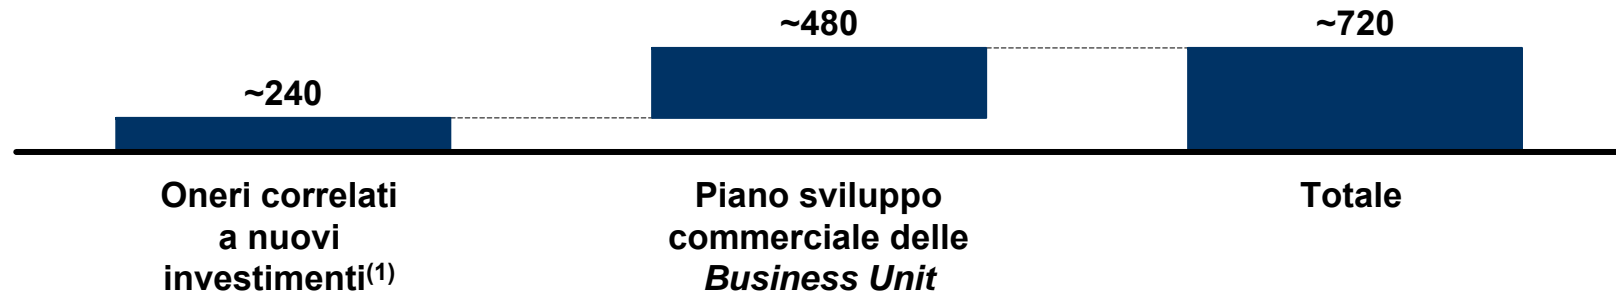 ~480
~720
~240
Oneri correlati
a nuovi
investimenti(1)
Piano sviluppo
commerciale delle
Business Unit
Totale